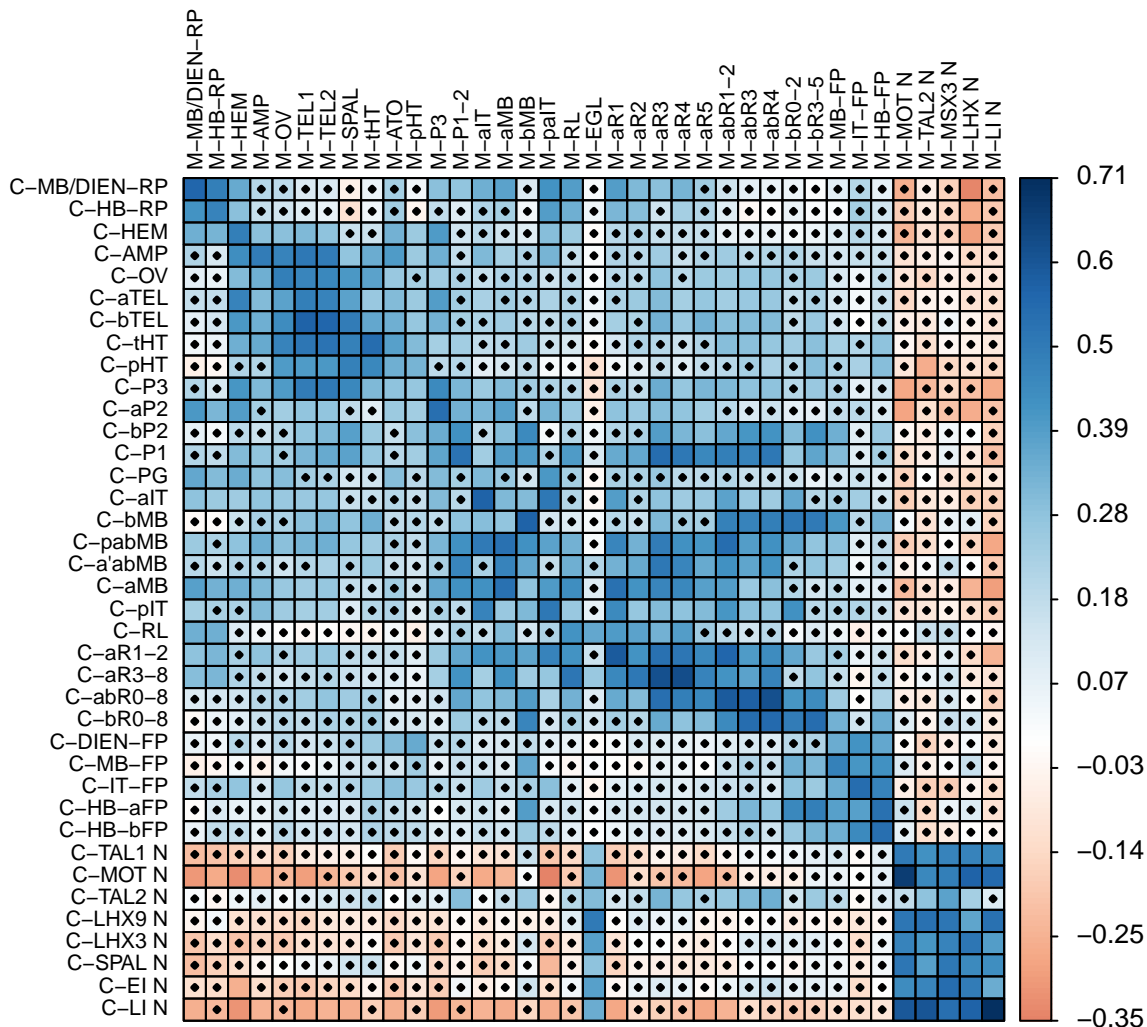 M−MB/DIEN−RP
M−HB−RP
M−HEM
M−AMP
M−OV
M−TEL1
M−TEL2
M−SPAL
M−tHT
M−ATO
M−pHT
M−P3
M−P1−2
M−aIT
M−aMB
M−bMB
M−paIT
M−RL
M−EGL
M−aR1
M−aR2
M−aR3
M−aR4
M−aR5
M−abR1−2
M−abR3
M−abR4
M−bR0−2
M−bR3−5
M−MB−FP
M−IT−FP
M−HB−FP
M−MOT N
M−TAL2 N
M−MSX3 N
M−LHX N
M−LI N
C−MB/DIEN−RP
C−HB−RP
C−HEM
C−AMP
C−OV
C−aTEL
C−bTEL
C−tHT
C−pHT
C−P3
C−aP2
C−bP2
C−P1
C−PG
C−aIT
C−bMB
C−pabMB
C−a'abMB
C−aMB
C−pIT
C−RL
C−aR1−2
C−aR3−8
C−abR0−8
C−bR0−8
C−DIEN−FP
C−MB−FP
C−IT−FP
C−HB−aFP
C−HB−bFP
C−TAL1 N
C−MOT N
C−TAL2 N
C−LHX9 N
C−LHX3 N
C−SPAL N
C−EI N
C−LI N
0.71
0.6
0.5
0.39
0.28
0.18
0.07
−0.03
−0.14
−0.25
−0.35